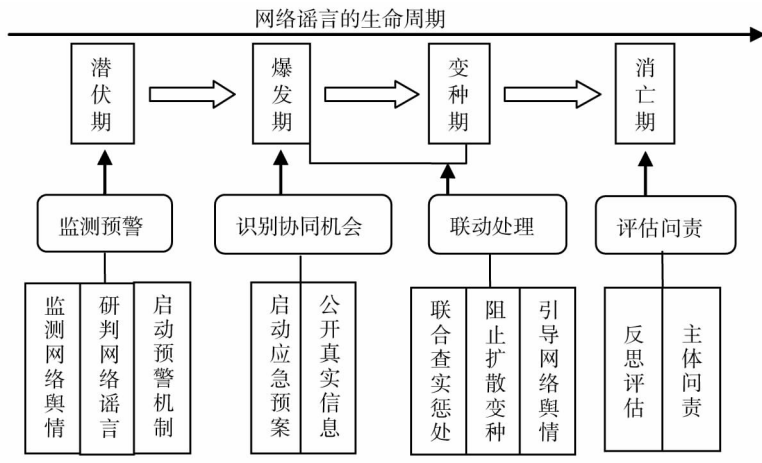 网络谣言的生命周期
潜伏期
爆发期
变种期
消亡期
监测预警
识别协同机会
联动处理
评估问责
监测网络舆情
研判网络谣言
启动预警机制
启动应急预案
公开真实信息
联合查实惩处
阻止扩散变种
引导网络舆情
反思评估
主体问责